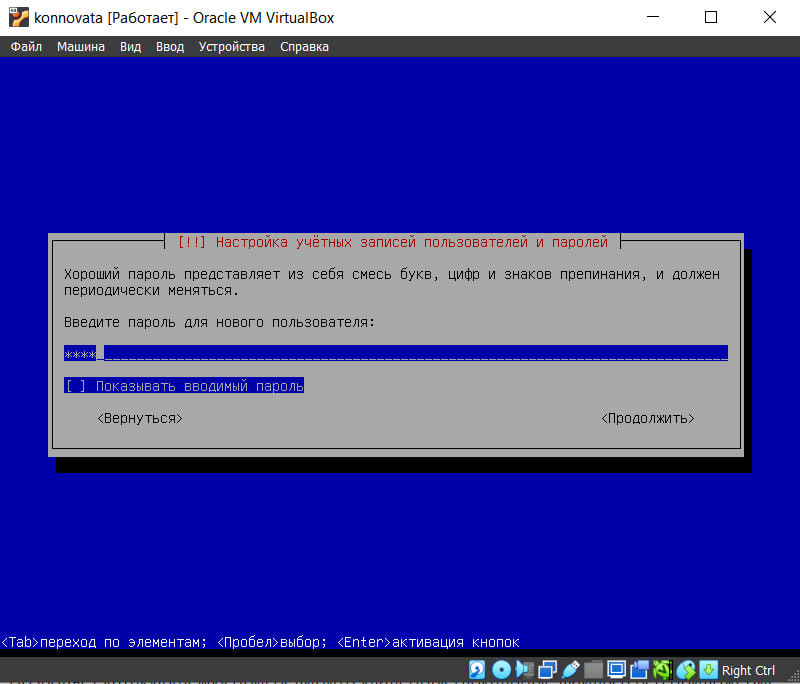 konnovata [Работает] - Oracle VM VirtualBox
Файл Машина Вид Ввод Устройства Справка
[!!] Настройка учётных записей пользователей и паролей
Хороший пароль представляет из себя смесь букв, цифр и знаков препинания, и должен
периодически меняться.
Введите пароль для нового пользователя:
****
[ ] Показывать вводимый пароль
<Вернуться> <Продолжить>
<Tab>переход по элементам; <Пробел>выбор; <Enter>активация кнопок
Right Ctrl